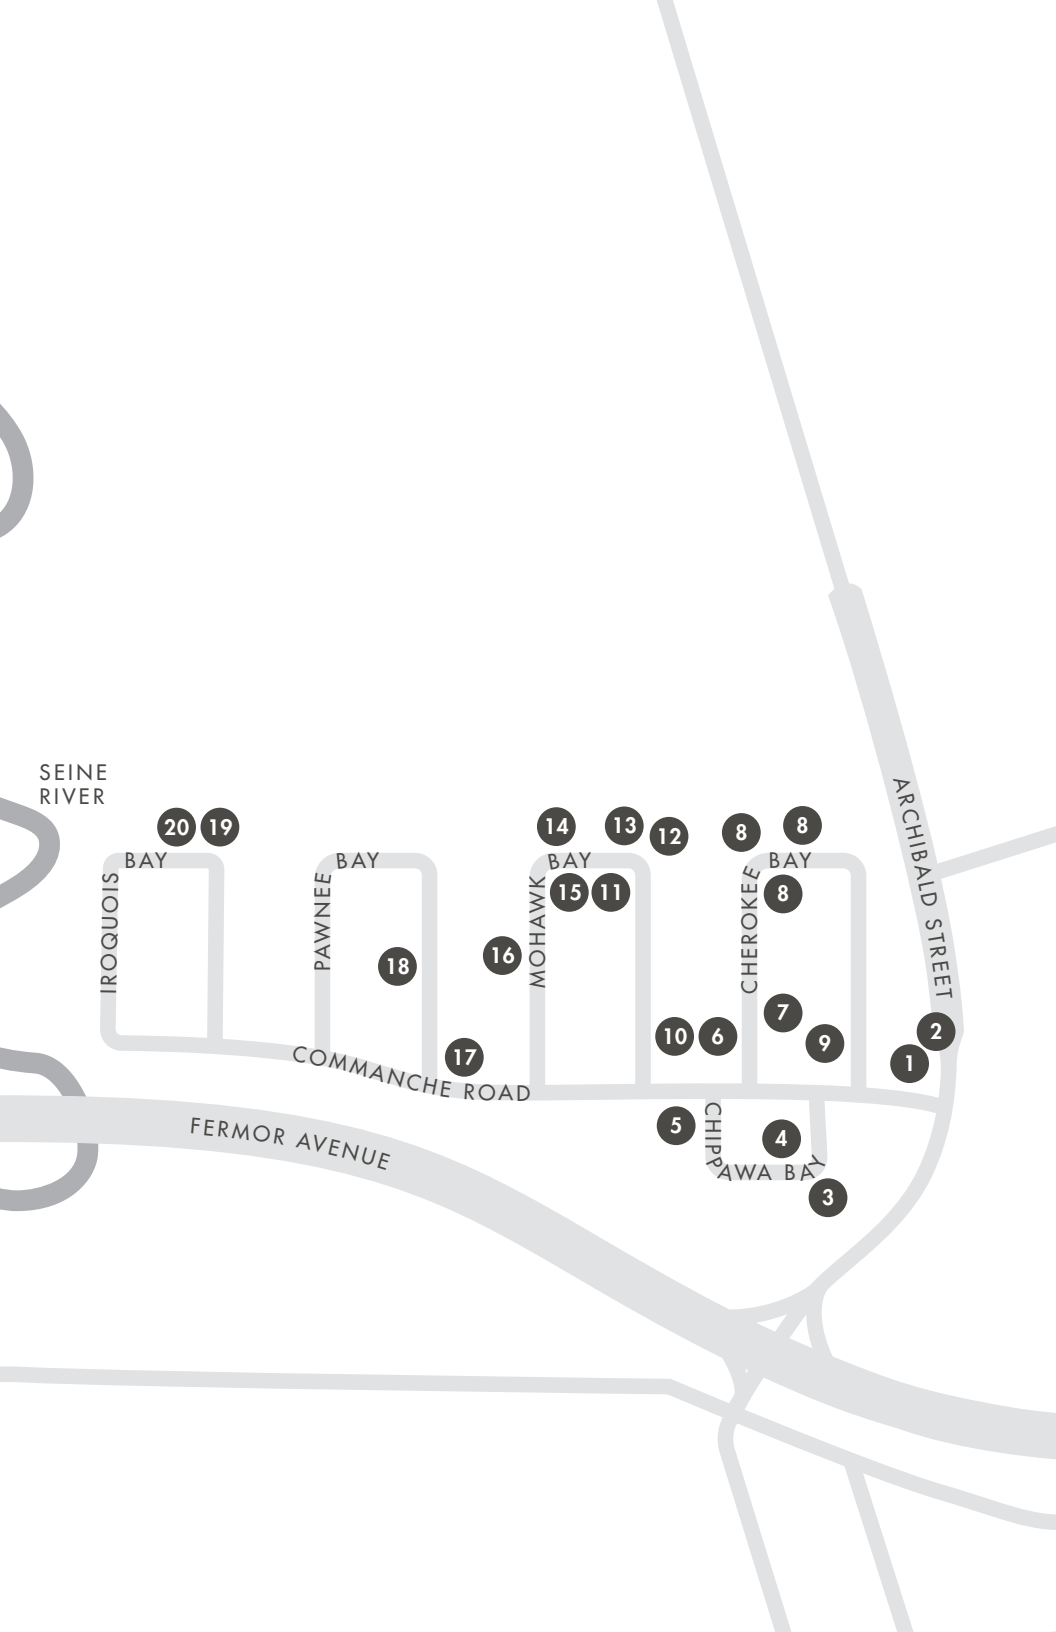 SEINE
RIVER
ARCHIBALD STREET
20
19
14
13
12
8
8
BAY
BAY
BAY
BAY
IROQUOIS
PAWNEE
MOHAWK
CHEROKEE
15
11
8
18
16
7
10
6
9
2
1
17
COMMANCHE ROAD
5
4
3
CHIPPAWA BAY
FERMOR AVENUE